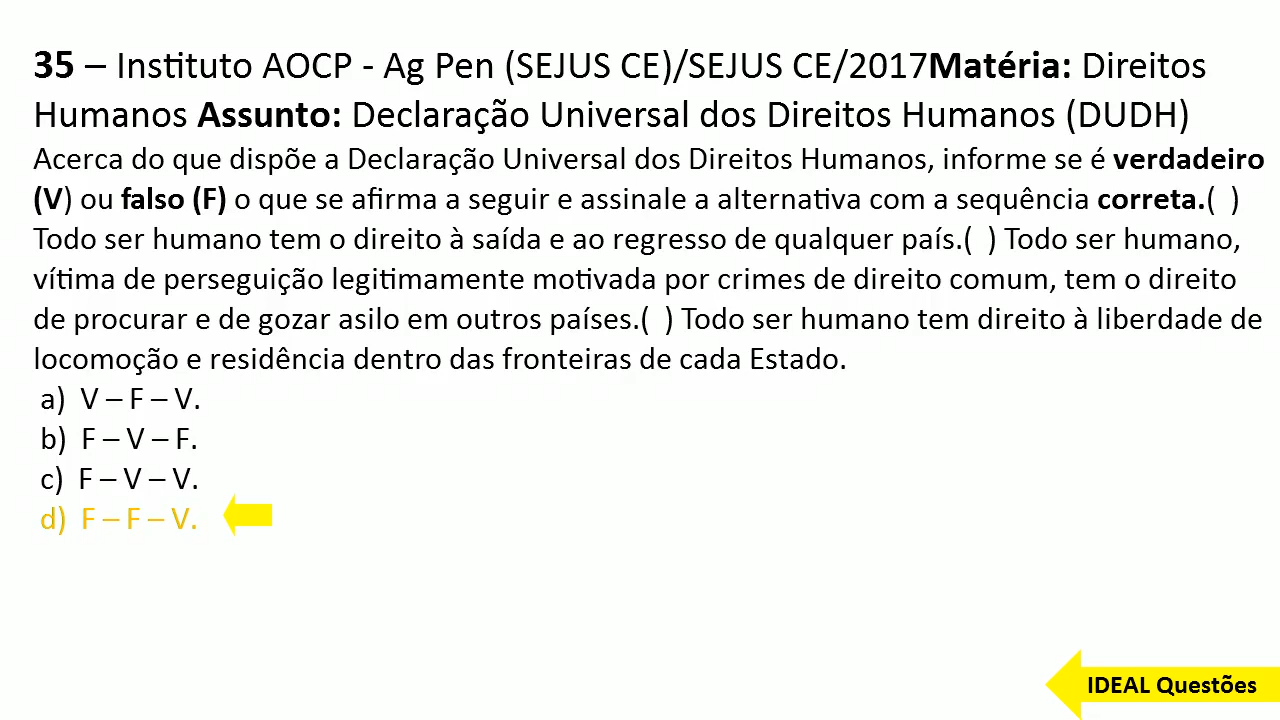 35 – Instituto AOCP - Ag Pen (SEJUS CE)/SEJUS CE/2017Matéria: Direitos
Humanos Assunto: Declaração Universal dos Direitos Humanos (DUDH)
Acerca do que dispõe a Declaração Universal dos Direitos Humanos, informe se é verdadeiro
(V) ou falso (F) o que se afirma a seguir e assinale a alternativa com a sequência correta.(  )
Todo ser humano tem o direito à saída e ao regresso de qualquer país.(  ) Todo ser humano,
vítima de perseguição legitimamente motivada por crimes de direito comum, tem o direito
de procurar e de gozar asilo em outros países.(  ) Todo ser humano tem direito à liberdade de
locomoção e residência dentro das fronteiras de cada Estado.
a)  V – F – V.
b)  F – V – F.
c)  F – V – V.
d)  F – F – V.
IDEAL Questões